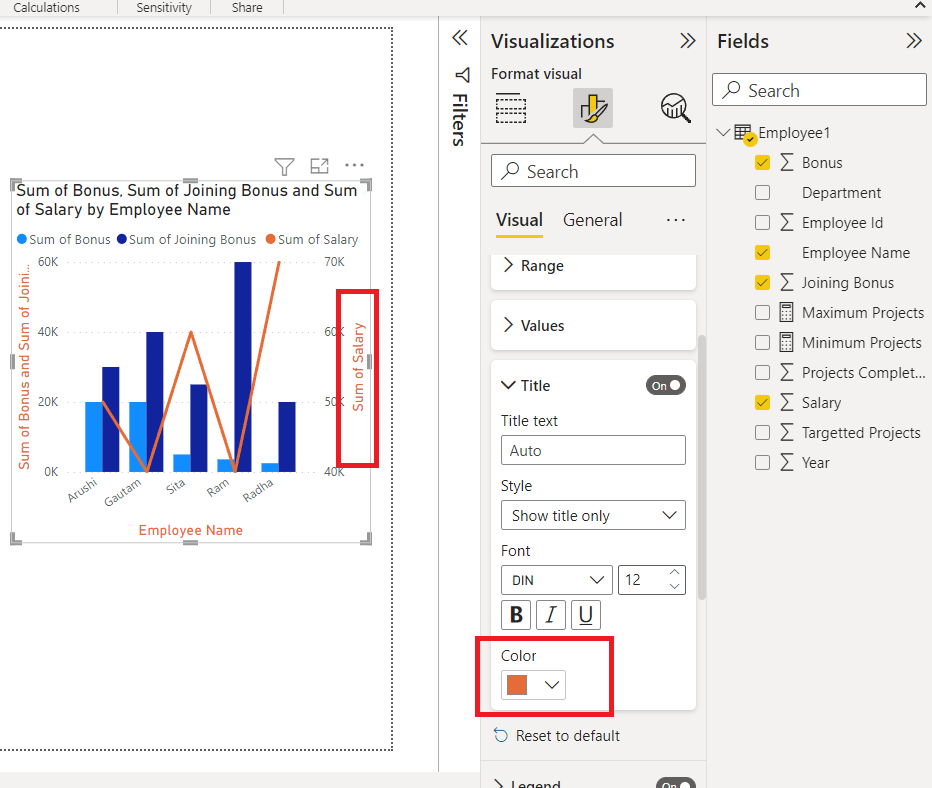 Calculations
Sensitivity
Share
Sum of Bonus, Sum of Joining Bonus and Sum
of Salary by Employee Name
Sum of Bonus
Sum of Joining Bonus
Sum of Salary
Sum of Bonus and Sum of Joini...
60K
40K
20K
0K
70K
60K
50K
40K
Sum of Salary
Arushi
Gautam
Sita
Ram
Radha
Employee Name
Filters
Visualizations
Format visual
Search
Visual
General
...
Range
Values
Title
On
Title text
Auto
Style
Show title only
Font
DIN
12
B
I
U
Color
Reset to default
Legend
On
Fields
Search
Employee1
Bonus
Department
Employee Id
Employee Name
Joining Bonus
Maximum Projects
Minimum Projects
Projects Complet...
Salary
Targetted Projects
Year